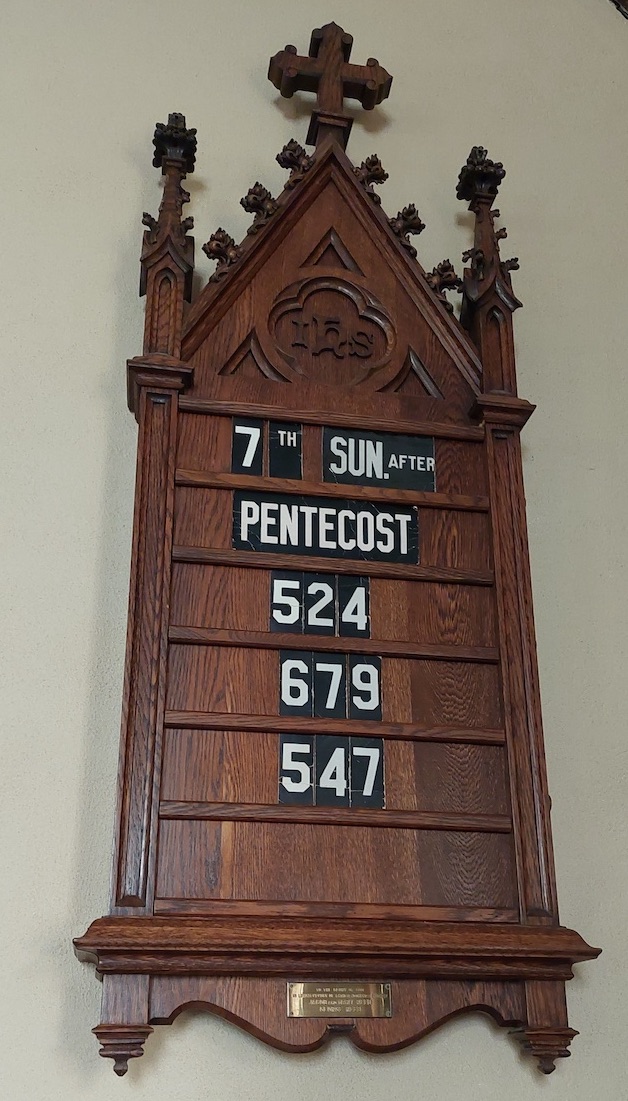 IHS
7TH SUN. AFTER
PENTECOST
524
679
547